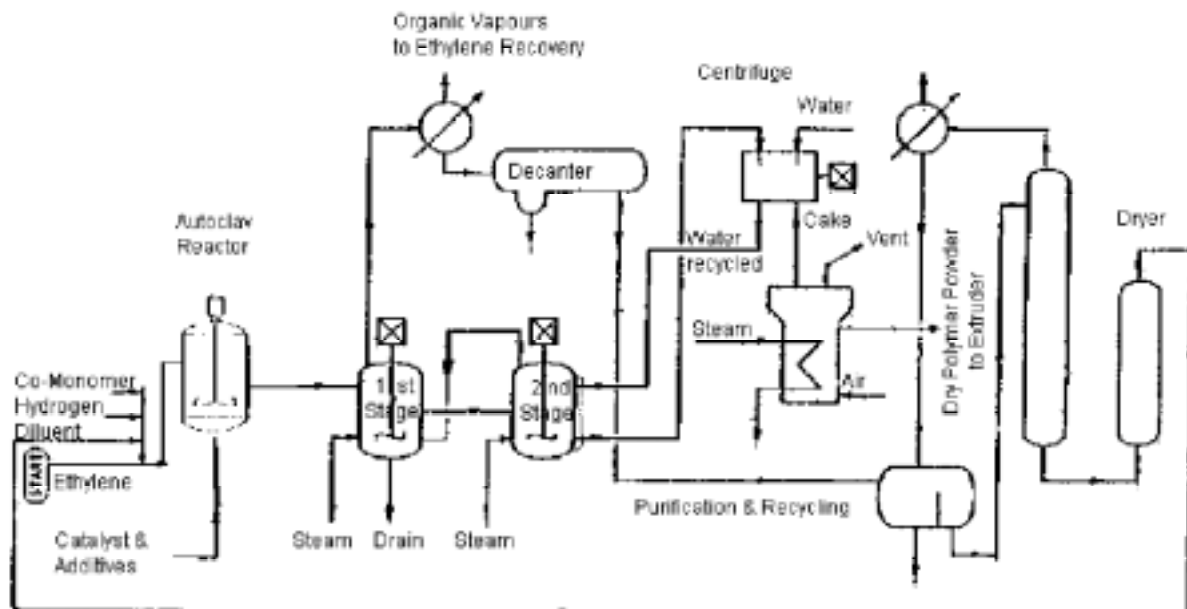 Organic Vapours
to Ethylene Recovery
Centrifuge
Water
Decanter
Autoclav
Reactor
Cake
Water
recycled
Vent
Dryer
Dry Polymer Powder
to Extruder
Steam
Air
1st
Stage
2nd
Stage
Co-Monomer
Hydrogen
Diluent
START
Ethylene
Purification & Recycling
Steam
Drain
Steam
Catalyst &
Additives